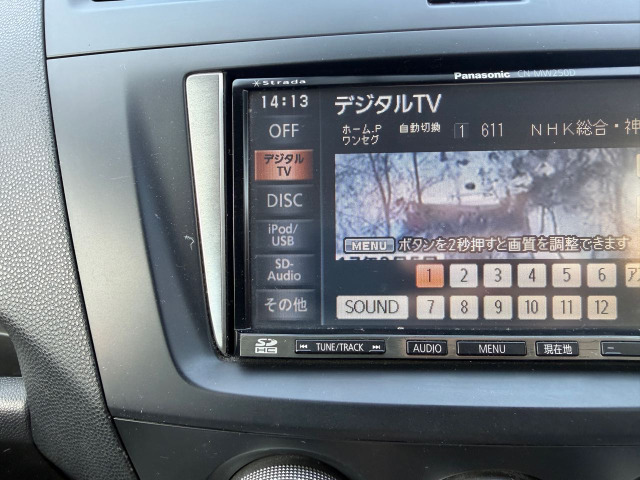 Strada
Panasonic CN-MW250D
14:13
デジタルTV
OFF
ホーム.P
ワンセグ
自動切換
1 611 NHK総合・神
デジタル
TV
DISC
iPod/
USB
MENU ボタンを2秒押すと画質を調整できます
SD-
Audio
1 2 3 4 5 6
その他
SOUND 7 8 9 10 11 12
SD HC TUNE/TRACK AUDIO MENU 現在地